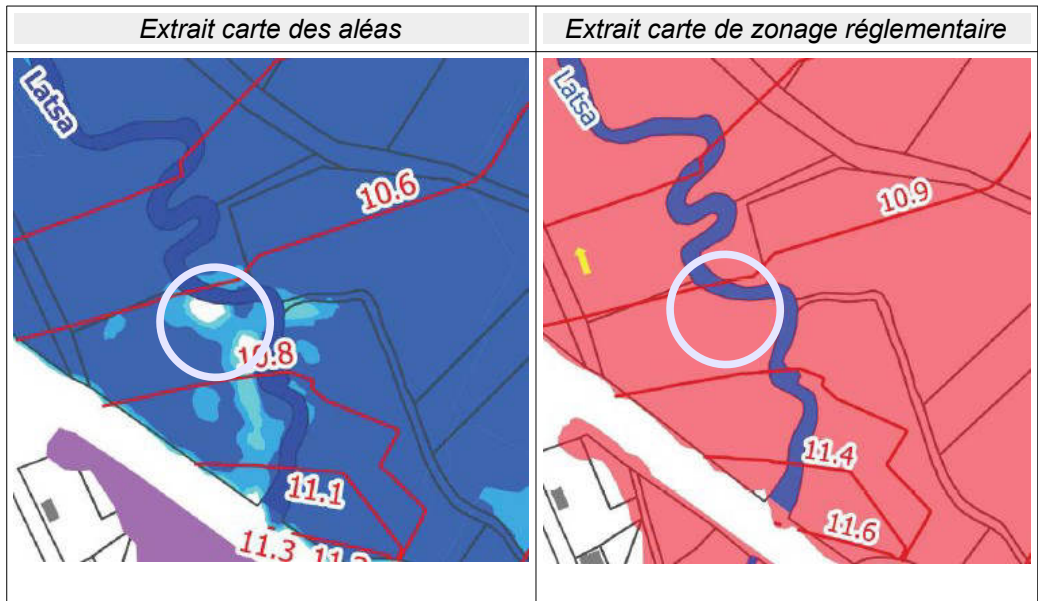 Extrait carte des aléas
Extrait carte de zonage réglementaire
Latsa
10.6
10.8
11.1
11.3
Latsa
10.9
11.4
11.6